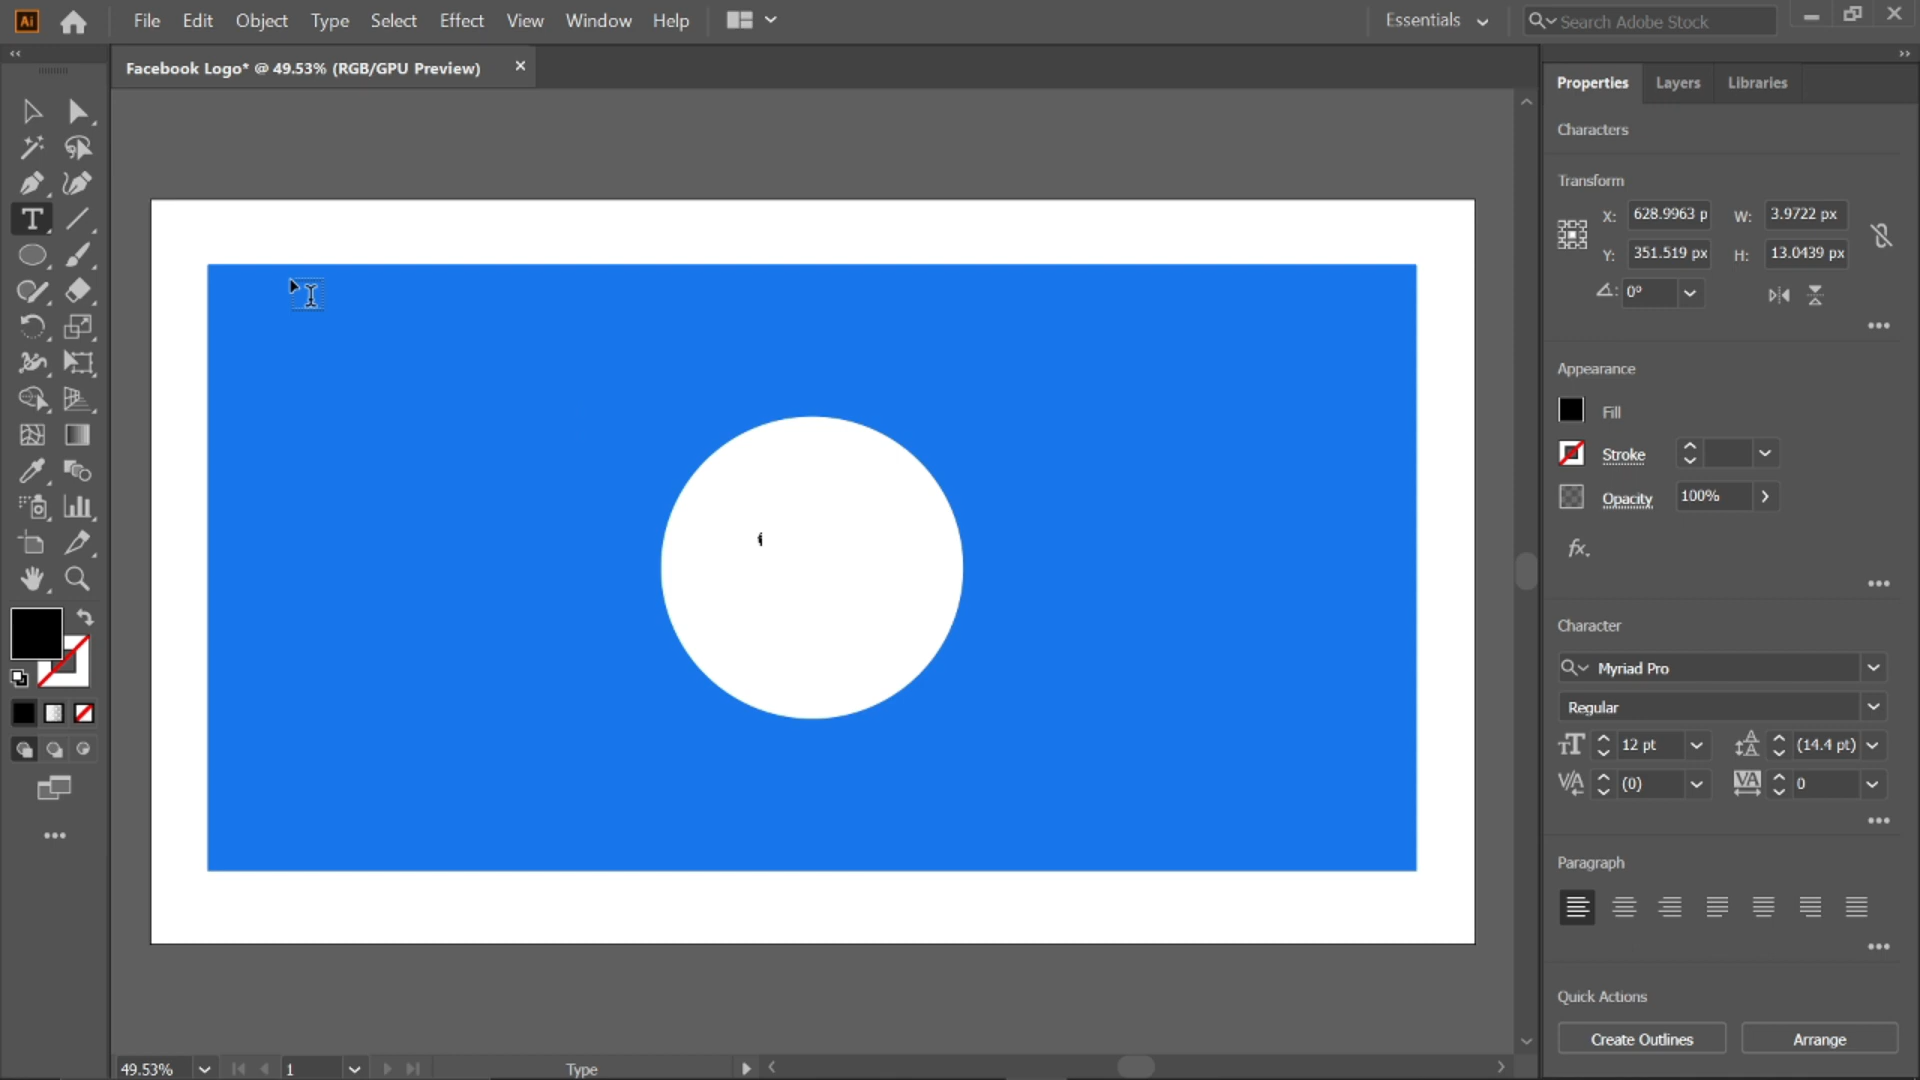 Ai File Edit Object Type Select Effect View Window Help Essentials Search Adobe Stock
Facebook Logo* @ 49.53% (RGB/GPU Preview)
Properties Layers Libraries
Characters
Transform
X: 628.9963 p W: 3.9722 px
Y: 351.519 px H: 13.0439 px
0°
Appearance
Fill
Stroke
Opacity 100%
fx.
Character
Myriad Pro
Regular
12 pt (14.4 pt)
(0) 0
Paragraph
Quick Actions
Create Outlines Arrange
49.53% 1 Type